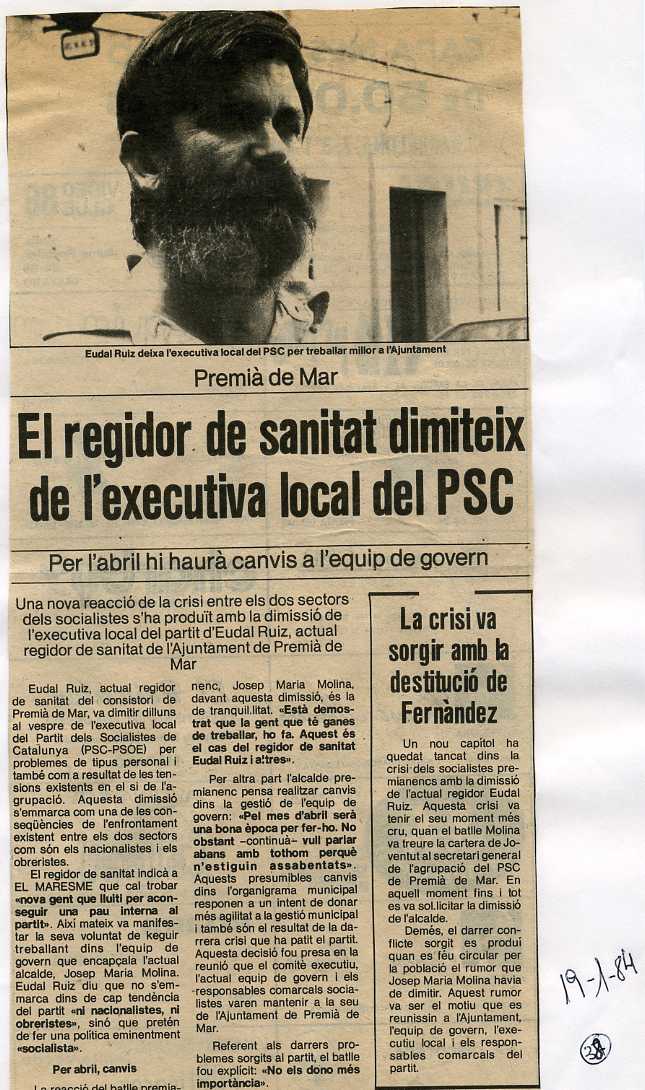 Eudal Ruiz deixa l'executiva local del PSC per treballar millor a l'Ajuntament
Premià de Mar
El regidor de sanitat dimiteix
de l'executiva local del PSC
Per l'abril hi haurà canvis a l'equip de govern
Una nova reacció de la crisi entre els dos sectors
dels socialistes s'ha produït amb la dimissió de
l'executiva local del partit d'Eudal Ruiz, actual
regidor de sanitat de l'Ajuntament de Premià de
Mar
Eudal Ruiz, actual regidor
de sanitat del consistori de
Premià de Mar, va dimitir dilluns
al vespre de l'executiva local
del Partit dels Socialistes de
Catalunya (PSC-PSOE) per
problemes de tipus personal i
també com a resultat de les ten-
sions existents en el si de l'a-
grupació. Aquesta dimissió
s'emmarca com una de les con-
seqüències de l'enfrontament
existent entre els dos sectors
com són els nacionalistes i els
obreristes.
El regidor de sanitat indicà a
EL MARESME que cal trobar
«nova gent que lluiti per acon-
seguir una pau interna al
partit». Així mateix va manifes-
tar la seva voluntat de keguir
treballant dins l'equip de
govern que encapçala l'actual
alcalde, Josep Maria Molina.
Eudal Ruiz diu que no s'em-
marca dins de cap tendència
del partit «ni nacionalistes, ni
obreristes», sinó que pretén
de fer una política eminentment
«socialista».
Per abril, canvis
La reacció del batlle premia-
nenc, Josep Maria Molina,
davant aquesta dimissió, és la
de tranquil.litat. «Està demos-
trat que la gent que té ganes
de treballar, ho fa. Aquest és
el cas del regidor de sanitat
Eudal Ruiz i altres».
Per altra part l'alcalde premi-
anenc pensa realitzar canvis
dins la gestió de l'equip de
govern: «Pel mes d'abril serà
una bona època per fer-ho. No
obstant –continuà– vull parlar
abans amb tothom perquè
n'estiguin assabentats».
Aquests presumibles canvis
dins l'organigrama municipal
responen a un intent de donar
més agilitat a la gestió municipal
i també són el resultat de la da-
rrera crisi que ha patit el partit.
Aquesta decisió fou presa en la
reunió que el comitè executiu,
l'actual equip de govern i els
responsables comarcals socia-
listes varen mantenir a la seu
de l'Ajuntament de Premià de
Mar.
Referent als darrers pro-
blemes sorgits al partit, el batlle
fou explícit: «No els dono més
importància».
La crisi va
sorgir amb la
destitució de
Fernàndez
Un nou capítol ha
quedat tancat dins la
crisi dels socialistes pre-
mianencs amb la dimissió
de l'actual regidor Eudal
Ruiz. Aquesta crisi va
tenir el seu moment més
cru, quan el batlle Molina
va treure la cartera de Jo-
ventut al secretari general
de l'agrupació del PSC
de Premià de Mar. En
aquell moment fins i tot
es va sol.licitar la dimissió
de l'alcalde.
Demés, el darrer con-
flicte sorgit es produí
quan es féu circular per
la població el rumor que
Josep Maria Molina havia
de dimitir. Aquest rumor
va ser el motiu que es
reunissin a l'Ajuntament,
l'equip de govern, l'execu-
tiu local i els respon-
sables comarcals del
partit.
19-1-84